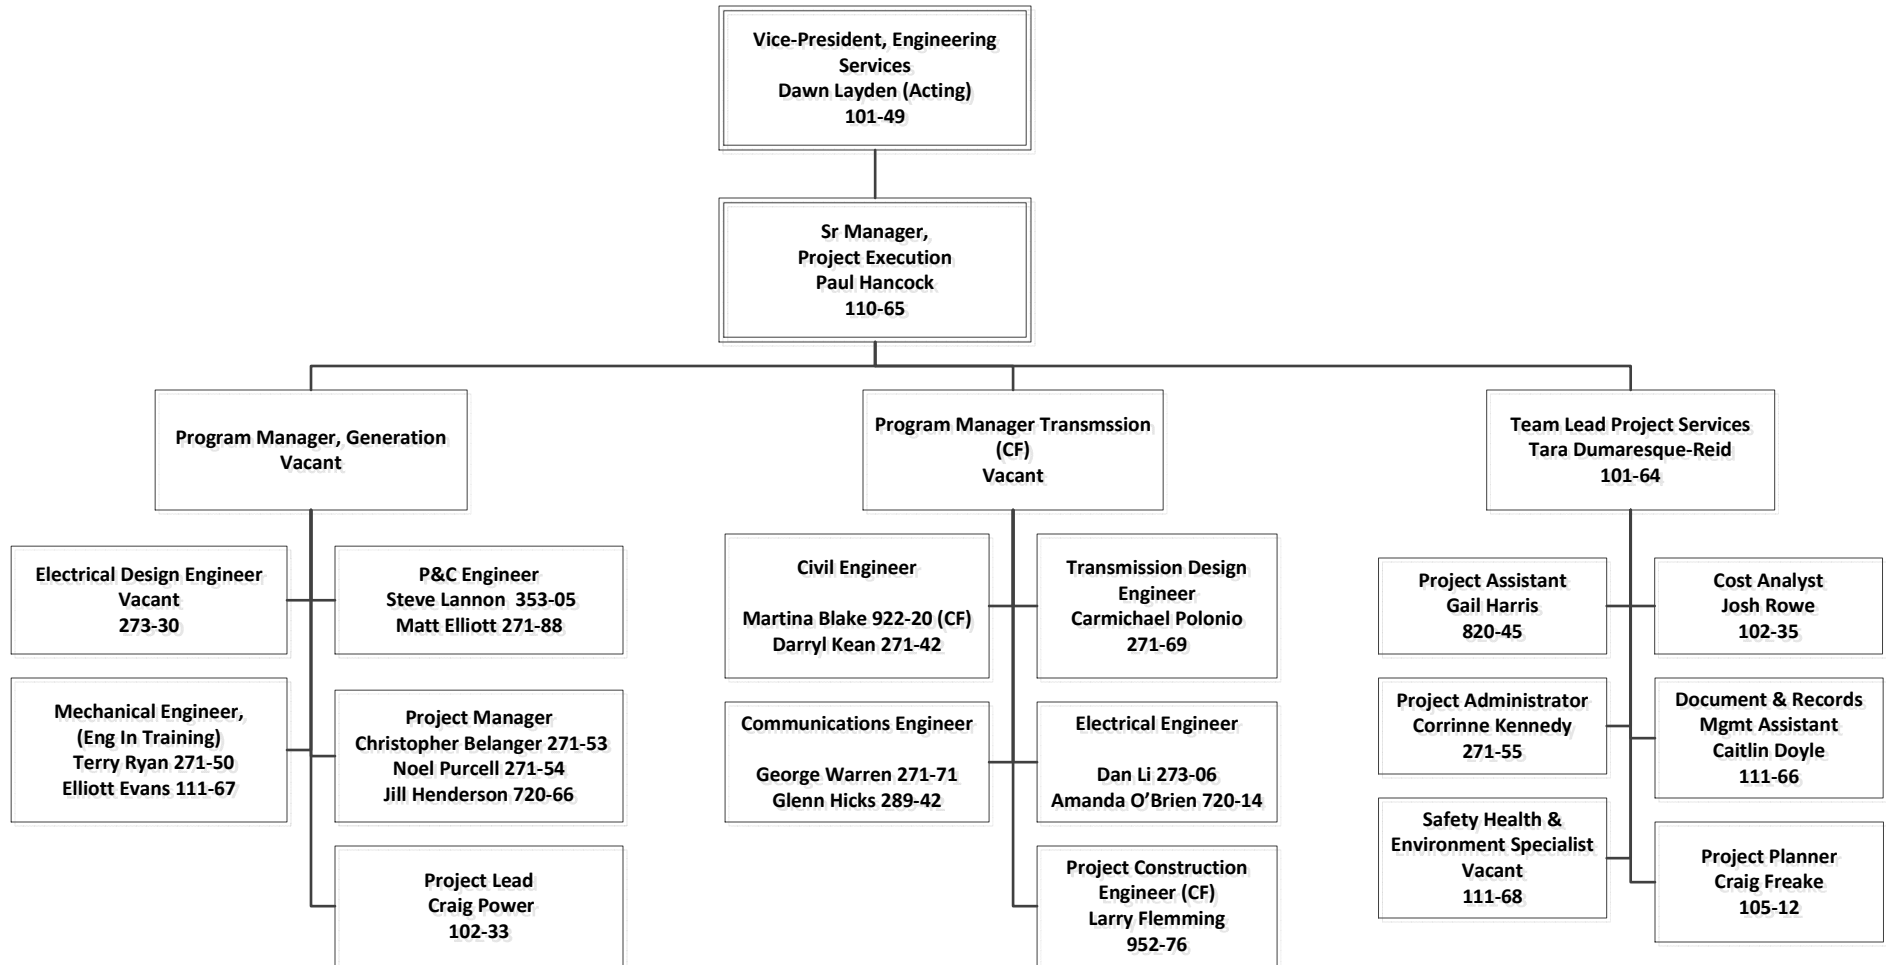 Vice-President, Engineering
Services
Dawn Layden (Acting)
101-49
Sr Manager,
Project Execution
Paul Hancock
110-65
Program Manager, Generation
Vacant
Program Manager Transmssion
(CF)
Vacant
Team Lead Project Services
Tara Dumaresque-Reid
101-64
Electrical Design Engineer
Vacant
273-30
P&C Engineer
Steve Lannon 353-05
Matt Elliott 271-88
Mechanical Engineer,
(Eng In Training)
Terry Ryan 271-50
Elliott Evans 111-67
Project Manager
Christopher Belanger 271-53
Noel Purcell 271-54
Jill Henderson 720-66
Project Lead
Craig Power
102-33
Civil Engineer
Martina Blake 922-20 (CF)
Darryl Kean 271-42
Transmission Design
Engineer
Carmichael Polonio
271-69
Communications Engineer
George Warren 271-71
Glenn Hicks 289-42
Electrical Engineer
Dan Li 273-06
Amanda O’Brien 720-14
Project Construction
Engineer (CF)
Larry Flemming
952-76
Project Assistant
Gail Harris
820-45
Cost Analyst
Josh Rowe
102-35
Project Administrator
Corrinne Kennedy
271-55
Document & Records
Mgmt Assistant
Caitlin Doyle
111-66
Safety Health &
Environment Specialist
Vacant
111-68
Project Planner
Craig Freake
105-12